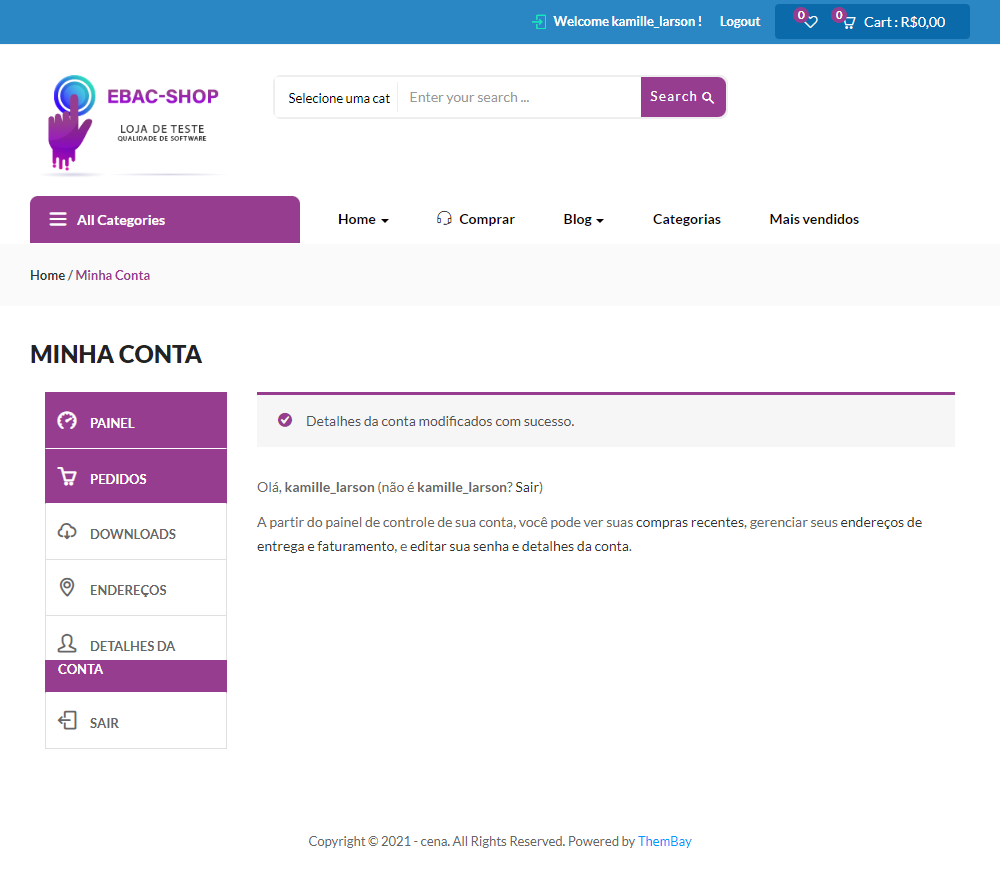 Welcome kamille_larson ! Logout 0 0 Cart : R$0,00
EBAC-SHOP
LOJA DE TESTE
QUALIDADE DE SOFTWARE
Selecione uma cat Enter your search ... Search
All Categories Home Comprar Blog Categorias Mais vendidos
Home / Minha Conta
MINHA CONTA
PAINEL
PEDIDOS
DOWNLOADS
ENDEREÇOS
DETALHES DA
CONTA
SAIR
Detalhes da conta modificados com sucesso.
Olá, kamille_larson (não é kamille_larson? Sair)
A partir do painel de controle de sua conta, você pode ver suas compras recentes, gerenciar seus endereços de
entrega e faturamento, e editar sua senha e detalhes da conta.
Copyright © 2021 - cena. All Rights Reserved. Powered by ThemBay